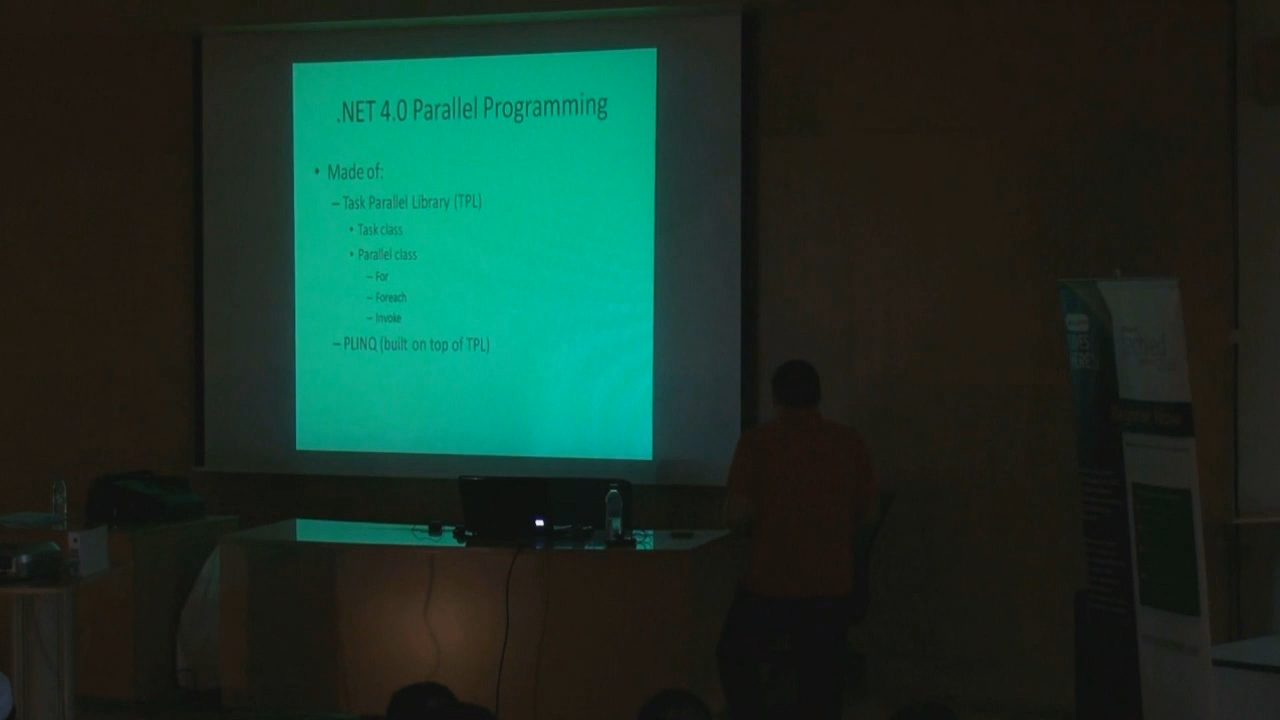 .NET 4.0 Parallel Programming
• Made of:
– Task Parallel Library (TPL)
• Task class
• Parallel class
– For
– Foreach
– Invoke
– PLINQ (built on top of TPL)